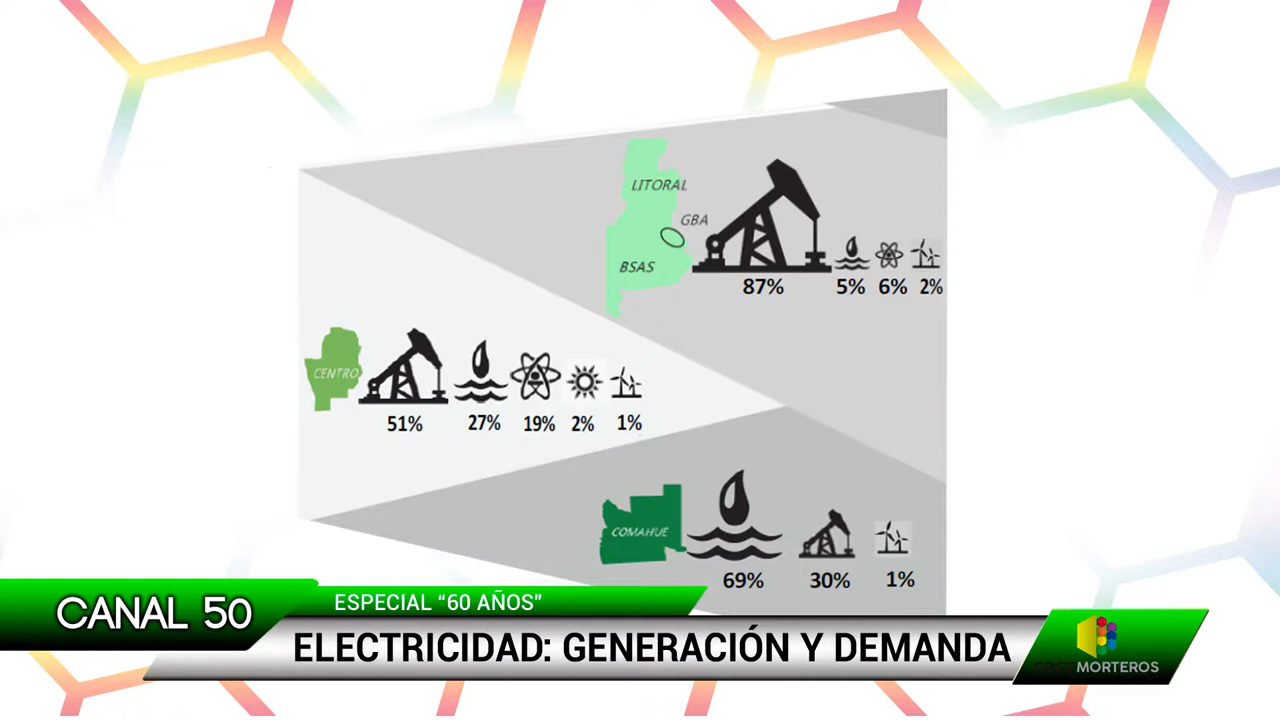 LITORAL
GBA
BSAS
87% 5% 6% 2%
CENTRO
51% 27% 19% 2% 1%
COMAHUE
69% 30% 1%
CANAL 50
ESPECIAL “60 AÑOS”
ELECTRICIDAD: GENERACIÓN Y DEMANDA
MORTEROS